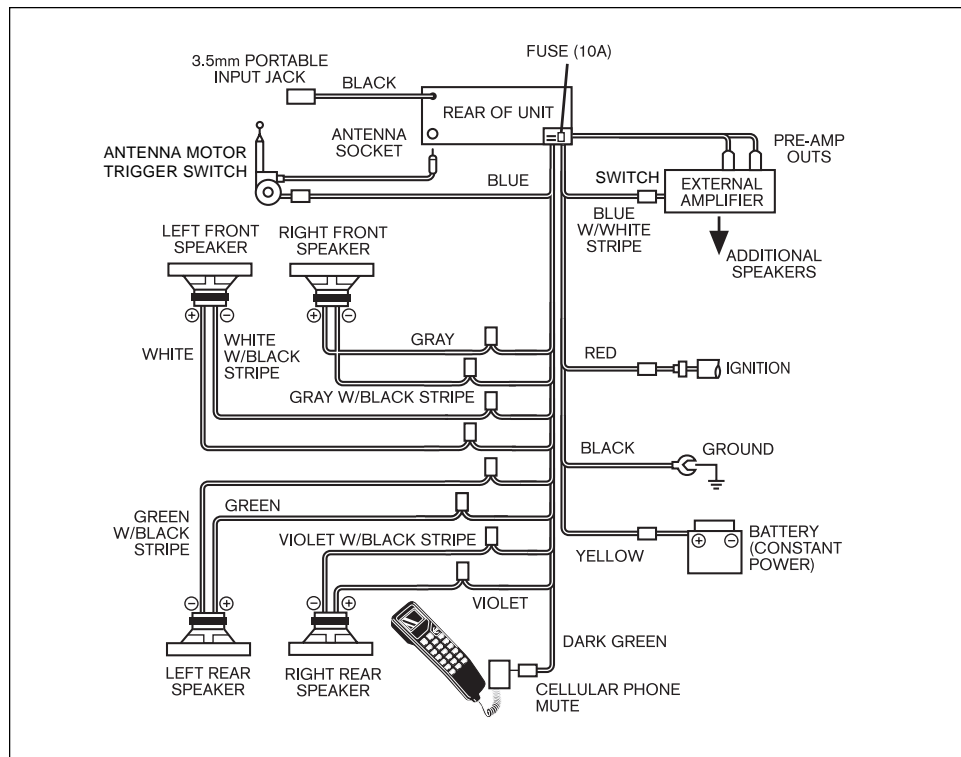 FUSE (10A)
3.5mm PORTABLE
INPUT JACK
BLACK
REAR OF UNIT
ANTENNA
SOCKET
PRE-AMP
OUTS
ANTENNA MOTOR
TRIGGER SWITCH
BLUE
SWITCH
EXTERNAL
AMPLIFIER
BLUE
W/WHITE
STRIPE
ADDITIONAL
SPEAKERS
LEFT FRONT
SPEAKER
RIGHT FRONT
SPEAKER
+ −
+ −
WHITE
WHITE
W/BLACK
STRIPE
GRAY
RED
IGNITION
GRAY W/BLACK STRIPE
BLACK
GROUND
GREEN
W/BLACK
STRIPE
GREEN
VIOLET W/BLACK STRIPE
YELLOW
+ −
BATTERY
(CONSTANT
POWER)
VIOLET
− +
− +
LEFT REAR
SPEAKER
RIGHT REAR
SPEAKER
DARK GREEN
CELLULAR PHONE
MUTE